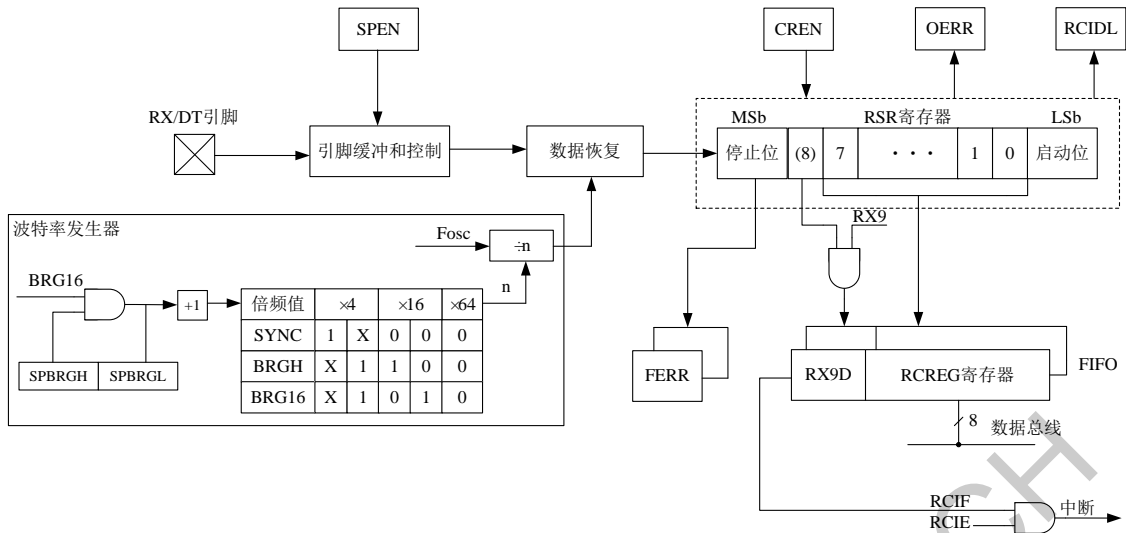 SPEN
CREN
OERR
RCIDL
RX/DT引脚
引脚缓冲和控制
数据恢复
MSb
RSR寄存器
LSb
停止位
(8)
7
· · ·
1
0
启动位
RX9
波特率发生器
Fosc
÷n
n
BRG16
+1
SPBRGH
SPBRGL
倍频值 ×4 ×16 ×64
SYNC 1 X 0 0 0
BRGH X 1 1 0 0
BRG16 X 1 0 1 0
FERR
RX9D
RCREG寄存器
FIFO
8
数据总线
RCIF
RCIE
中断
CH